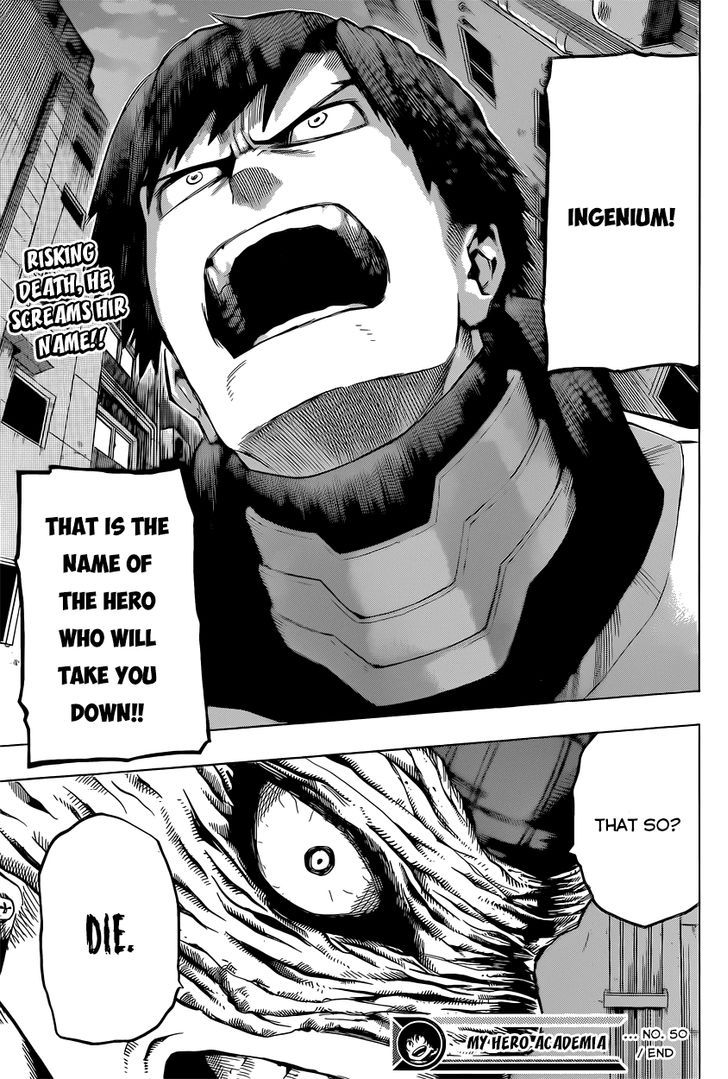 INGENIUM!
RISKING
DEATH, HE
SCREAMS HIR
NAME!!
THAT IS THE
NAME OF
THE HERO
WHO WILL
TAKE YOU
DOWN!!
THAT SO?
DIE.
MY HERO ACADEMIA
... NO. 50
/ END